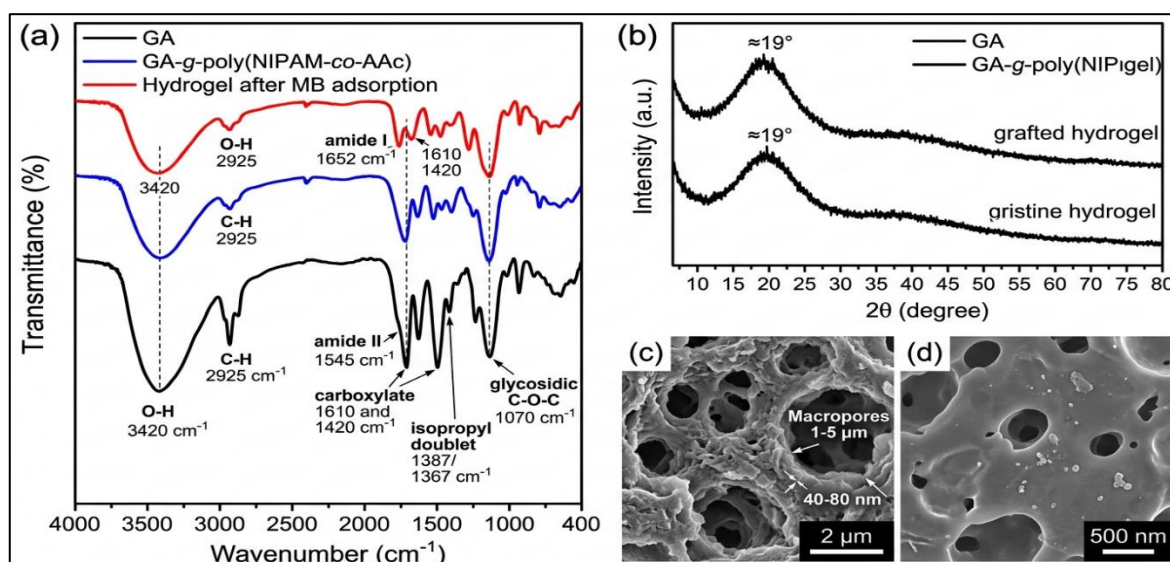 (a)
GA
GA-g-poly(NIPAM-co-AAc)
Hydrogel after MB adsorption
O-H
2925
3420
amide I
1652 cm⁻¹
1610
1420
C-H
2925
C-H
2925 cm⁻¹
O-H
3420 cm⁻¹
amide II
1545 cm⁻¹
carboxylate
1610 and
1420 cm⁻¹
isopropyl
doublet
1387/
1367 cm⁻¹
glycosidic
C-O-C
1070 cm⁻¹
Transmittance (%)
4000 3500 2500 2000 1500 1000 400
Wavenumber (cm⁻¹)
(b)
GA
GA-g-poly(NIPıgel)
≈19°
grafted hydrogel
≈19°
gristine hydrogel
Intensity (a.u.)
10 15 20 25 30 35 40 45 50 55 60 65 70 75 80
2θ (degree)
(c)
Macropores
1-5 µm
40-80 nm
2 µm
(d)
500 nm